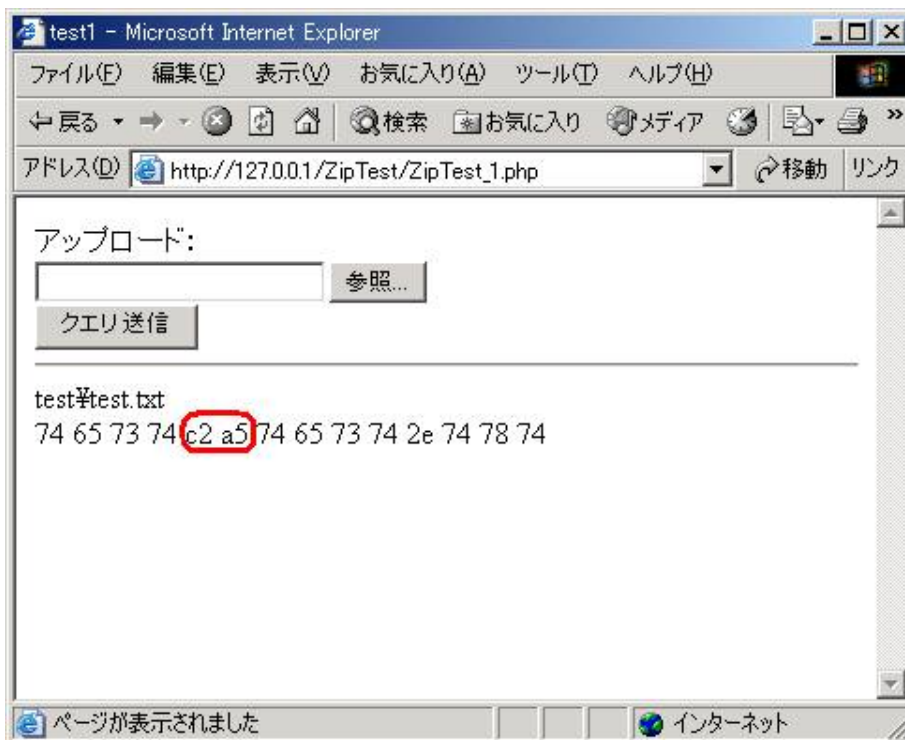 test1 - Microsoft Internet Explorer
ファイル(F) 編集(E) 表示(V) お気に入り(A) ツール(T) ヘルプ(H)
戻る 検索 お気に入り メディア »
アドレス(D) http://127.0.0.1/ZipTest/ZipTest_1.php 移動 リンク
アップロード:
参照...
クエリ送信
test¥test.txt
74 65 73 74 c2 a5 74 65 73 74 2e 74 78 74
ページが表示されました インターネット